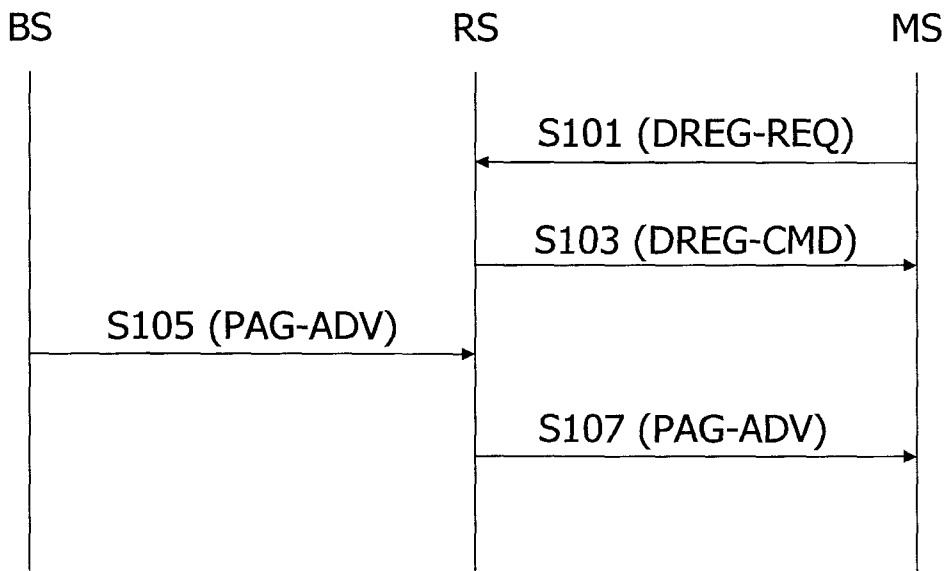 BS RS MS
S101 (DREG-REQ)
S103 (DREG-CMD)
S105 (PAG-ADV)
S107 (PAG-ADV)